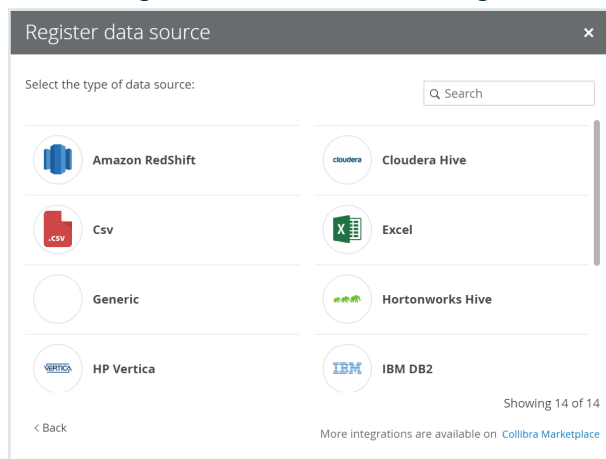 Register data source ×
Select the type of data source:
Search
Amazon RedShift
cloudera Cloudera Hive
.csv Csv
X Excel
Generic
Hortonworks Hive
VERTICA HP Vertica
IBM IBM DB2
Showing 14 of 14
< Back
More integrations are available on Collibra Marketplace